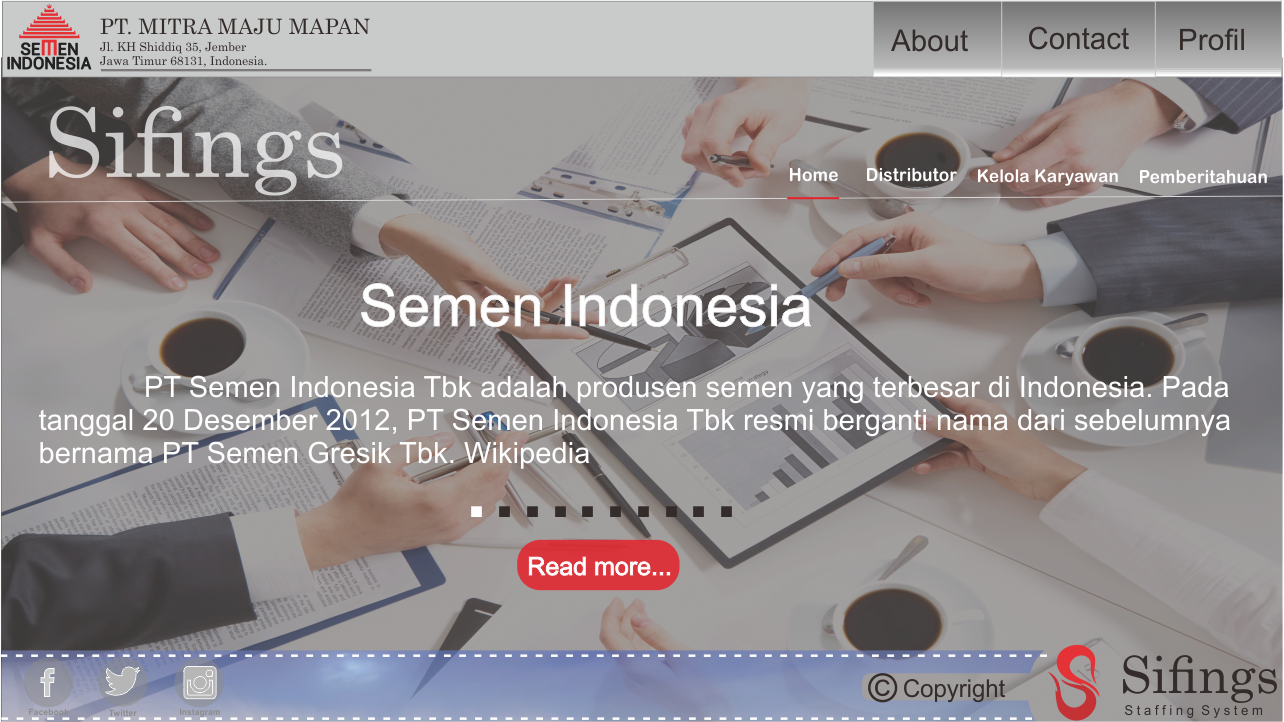 SEMEN
INDONESIA
PT. MITRA MAJU MAPAN
Jl. KH Shiddiq 35, Jember
Jawa Timur 68131, Indonesia.
About
Contact
Profil
Sifings
Home
Distributor
Kelola Karyawan
Pemberitahuan
Semen Indonesia
PT Semen Indonesia Tbk adalah produsen semen yang terbesar di Indonesia. Pada
tanggal 20 Desember 2012, PT Semen Indonesia Tbk resmi berganti nama dari sebelumnya
bernama PT Semen Gresik Tbk. Wikipedia
Read more...
Facebook
Twitter
Instagram
© Copyright
Sifings
Staffing System